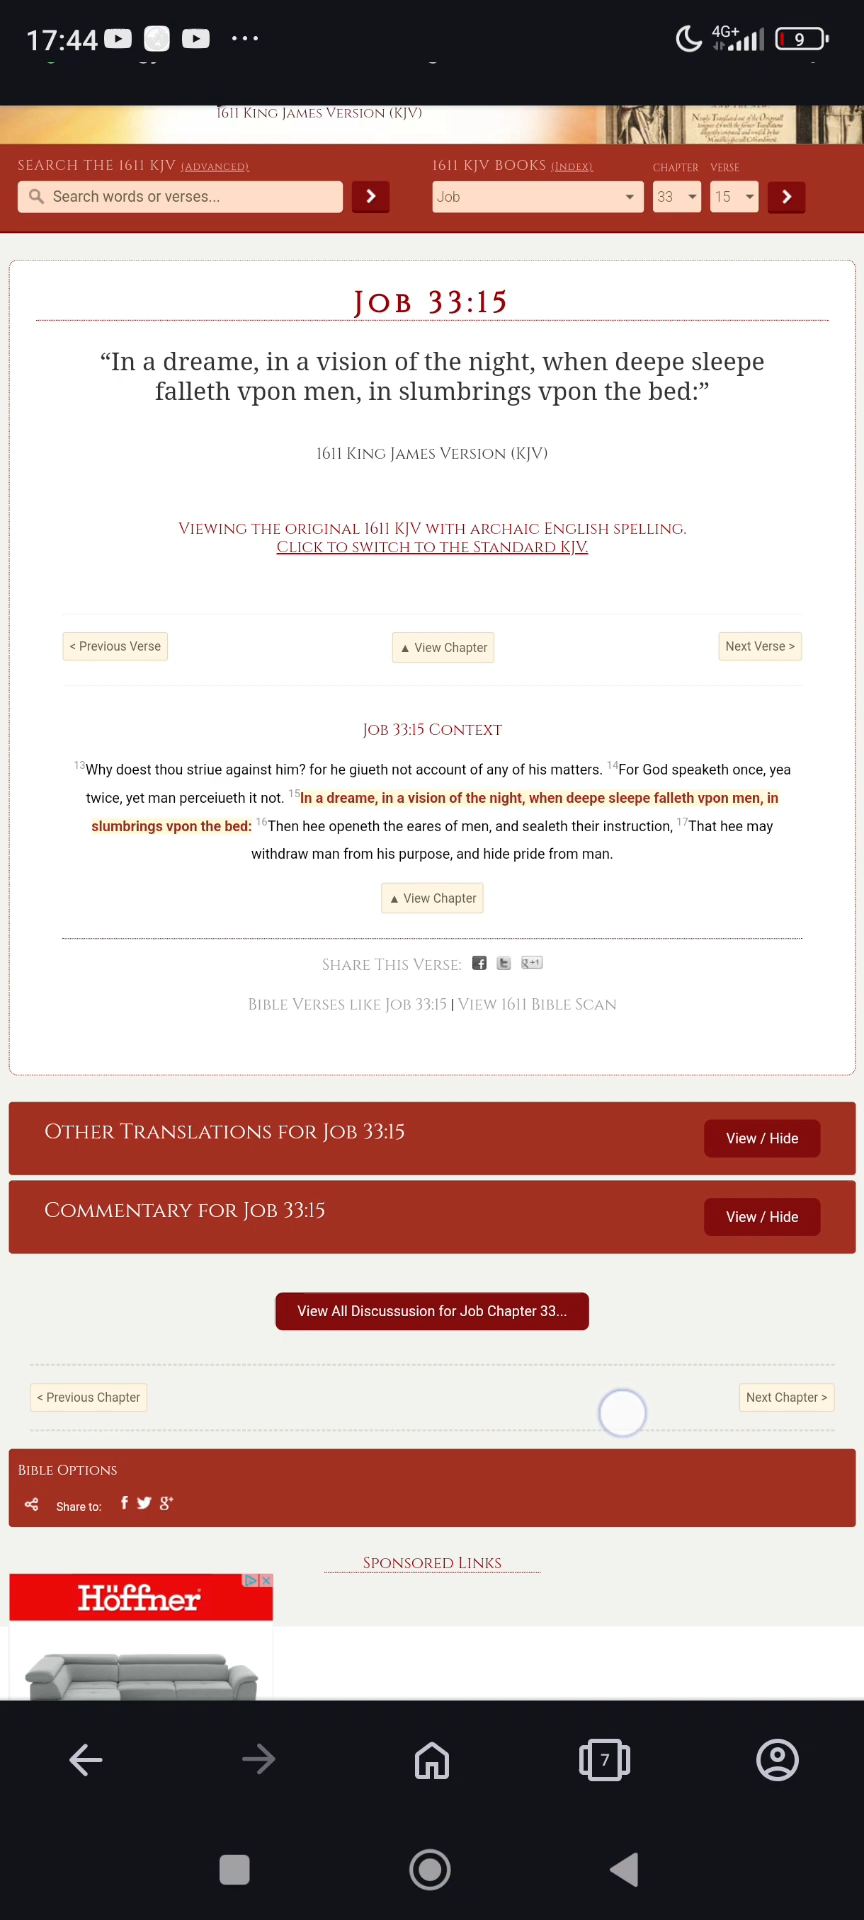 17:44
4G+
9
1611 King James Version (KJV)
Search the 1611 KJV (Advanced)
1611 KJV Books (Index)
Chapter
Verse
Search words or verses...
Job
33
15
Job 33:15
“In a dreame, in a vision of the night, when deepe sleepe
falleth vpon men, in slumbrings vpon the bed:”
1611 King James Version (KJV)
Viewing the original 1611 KJV with archaic English spelling.
Click to switch to the Standard KJV.
< Previous Verse
▲ View Chapter
Next Verse >
Job 33:15 Context
13Why doest thou striue against him? for he giueth not account of any of his matters. 14For God speaketh once, yea
twice, yet man perceiueth it not. 15In a dreame, in a vision of the night, when deepe sleepe falleth vpon men, in
slumbrings vpon the bed: 16Then hee openeth the eares of men, and sealeth their instruction, 17That hee may
withdraw man from his purpose, and hide pride from man.
▲ View Chapter
Share This Verse:
g+1
Bible Verses like Job 33:15 | View 1611 Bible Scan
Other Translations for Job 33:15
View / Hide
Commentary for Job 33:15
View / Hide
View All Discussusion for Job Chapter 33...
< Previous Chapter
Next Chapter >
Bible Options
Share to:
Sponsored Links
Höffner
7